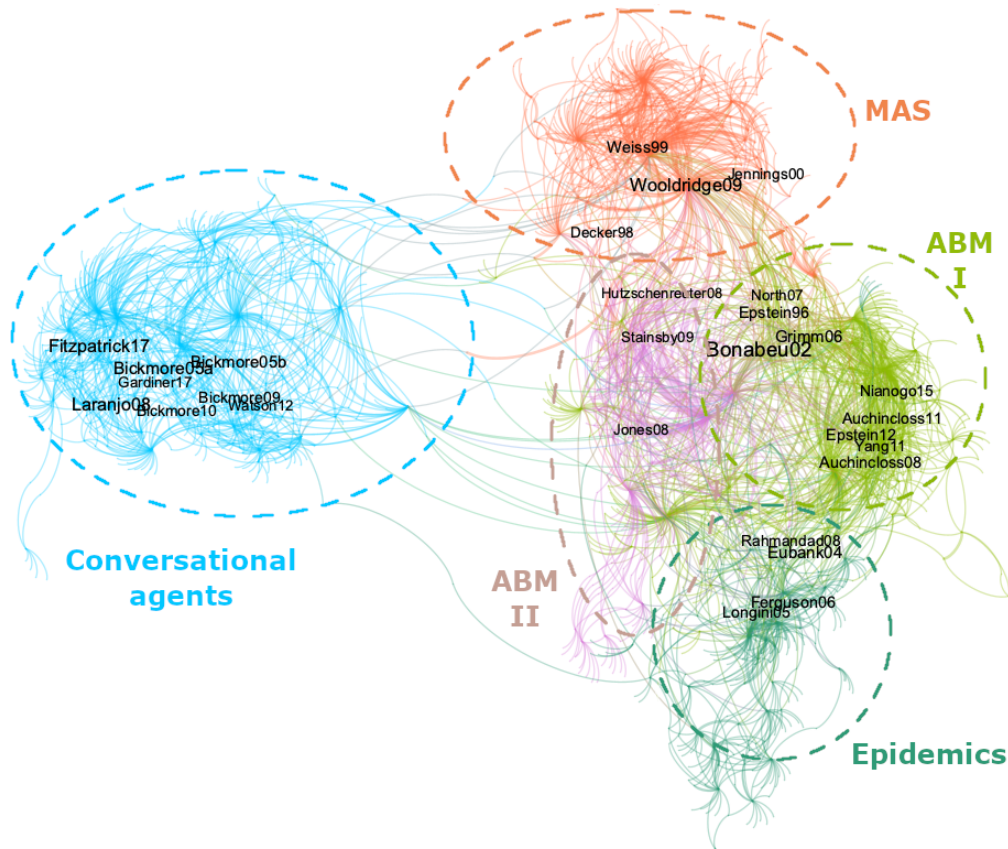 MAS
Weiss99
Jennings00
Wooldridge09
Decker98
ABM
I
Hutzschenreuter08
North07
Epstein96
Stainsby09
Grimm06
Bonabeu02
Fitzpatrick17
Bickmore05a
Bickmore05b
Gardiner17
Nianogo15
Laranjo08
Bickmore09
Bickmore10
Watson12
Auchincloss11
Jones08
Epstein12
Yang11
Auchincloss08
Rahmandad08
Eubank04
Conversational
agents
ABM
II
Ferguson06
Longini05
Epidemics